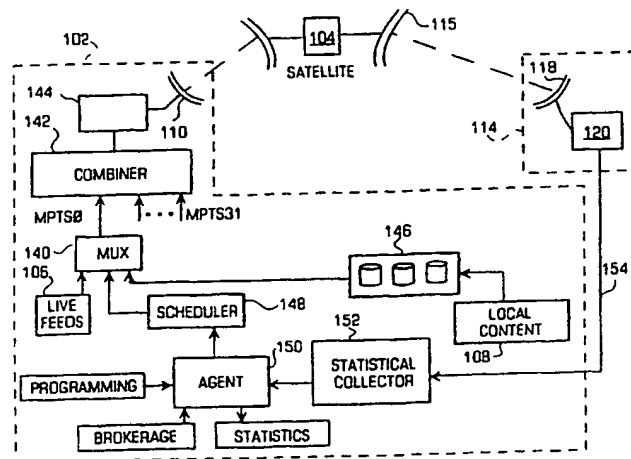 115
102
104
118
SATELLITE
144
110
114
120
142
COMBINER
MPTS0
MPTS31
140
MUX
146
106
154
LIVE
FEEDS
SCHEDULER
148
152
LOCAL
CONTENT
150
108
STATISTICAL
COLLECTOR
PROGRAMMING
AGENT
BROKERAGE
STATISTICS